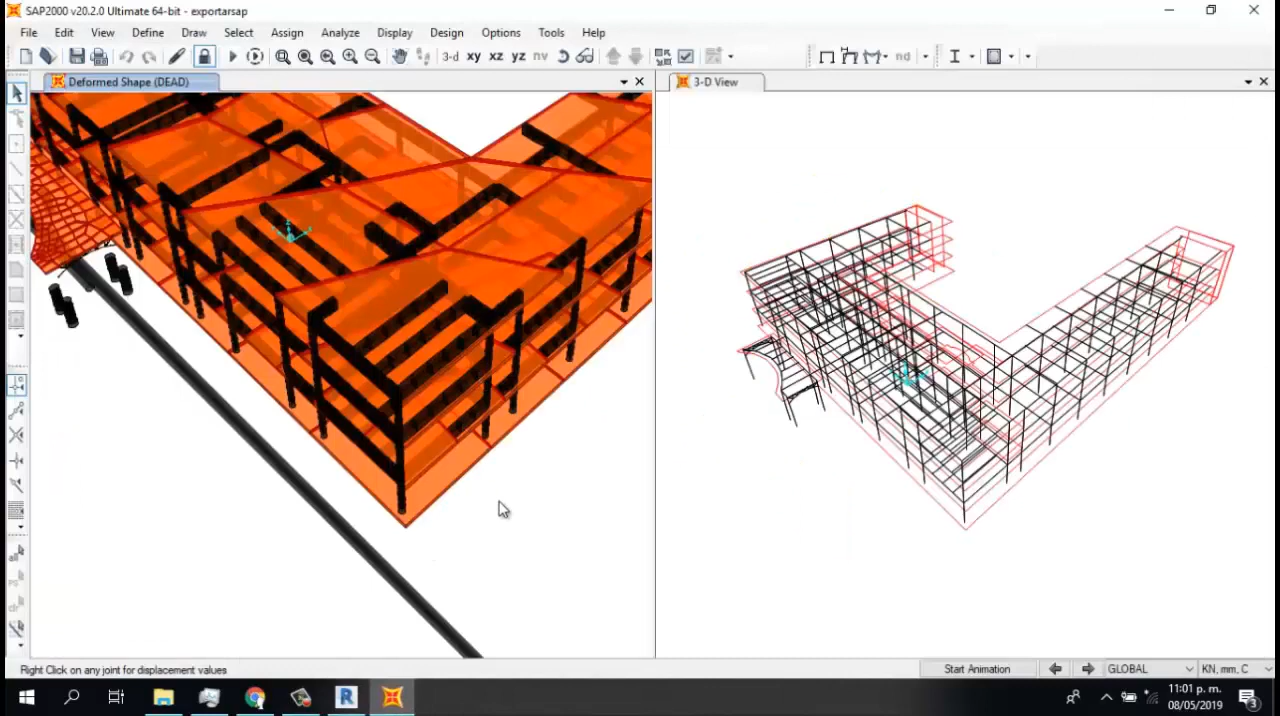 SAP2000 v20.2.0 Ultimate 64-bit - exportarsap
File Edit View Define Draw Select Assign Analyze Display Design Options Tools Help
3-d xy xz yz nv nd
Deformed Shape (DEAD)
3-D View
Right Click on any joint for displacement values
Start Animation
GLOBAL
KN, mm, C
11:01 p. m.
08/05/2019
3